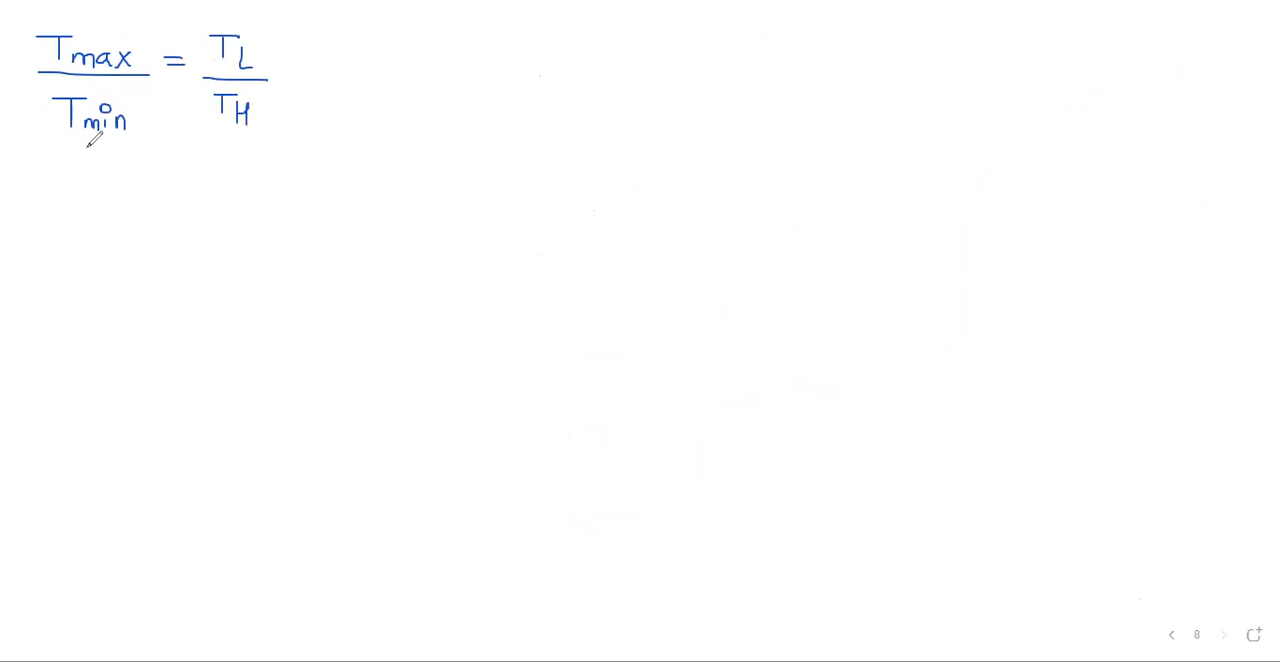 Tmax / Tmin = TL / TH
8